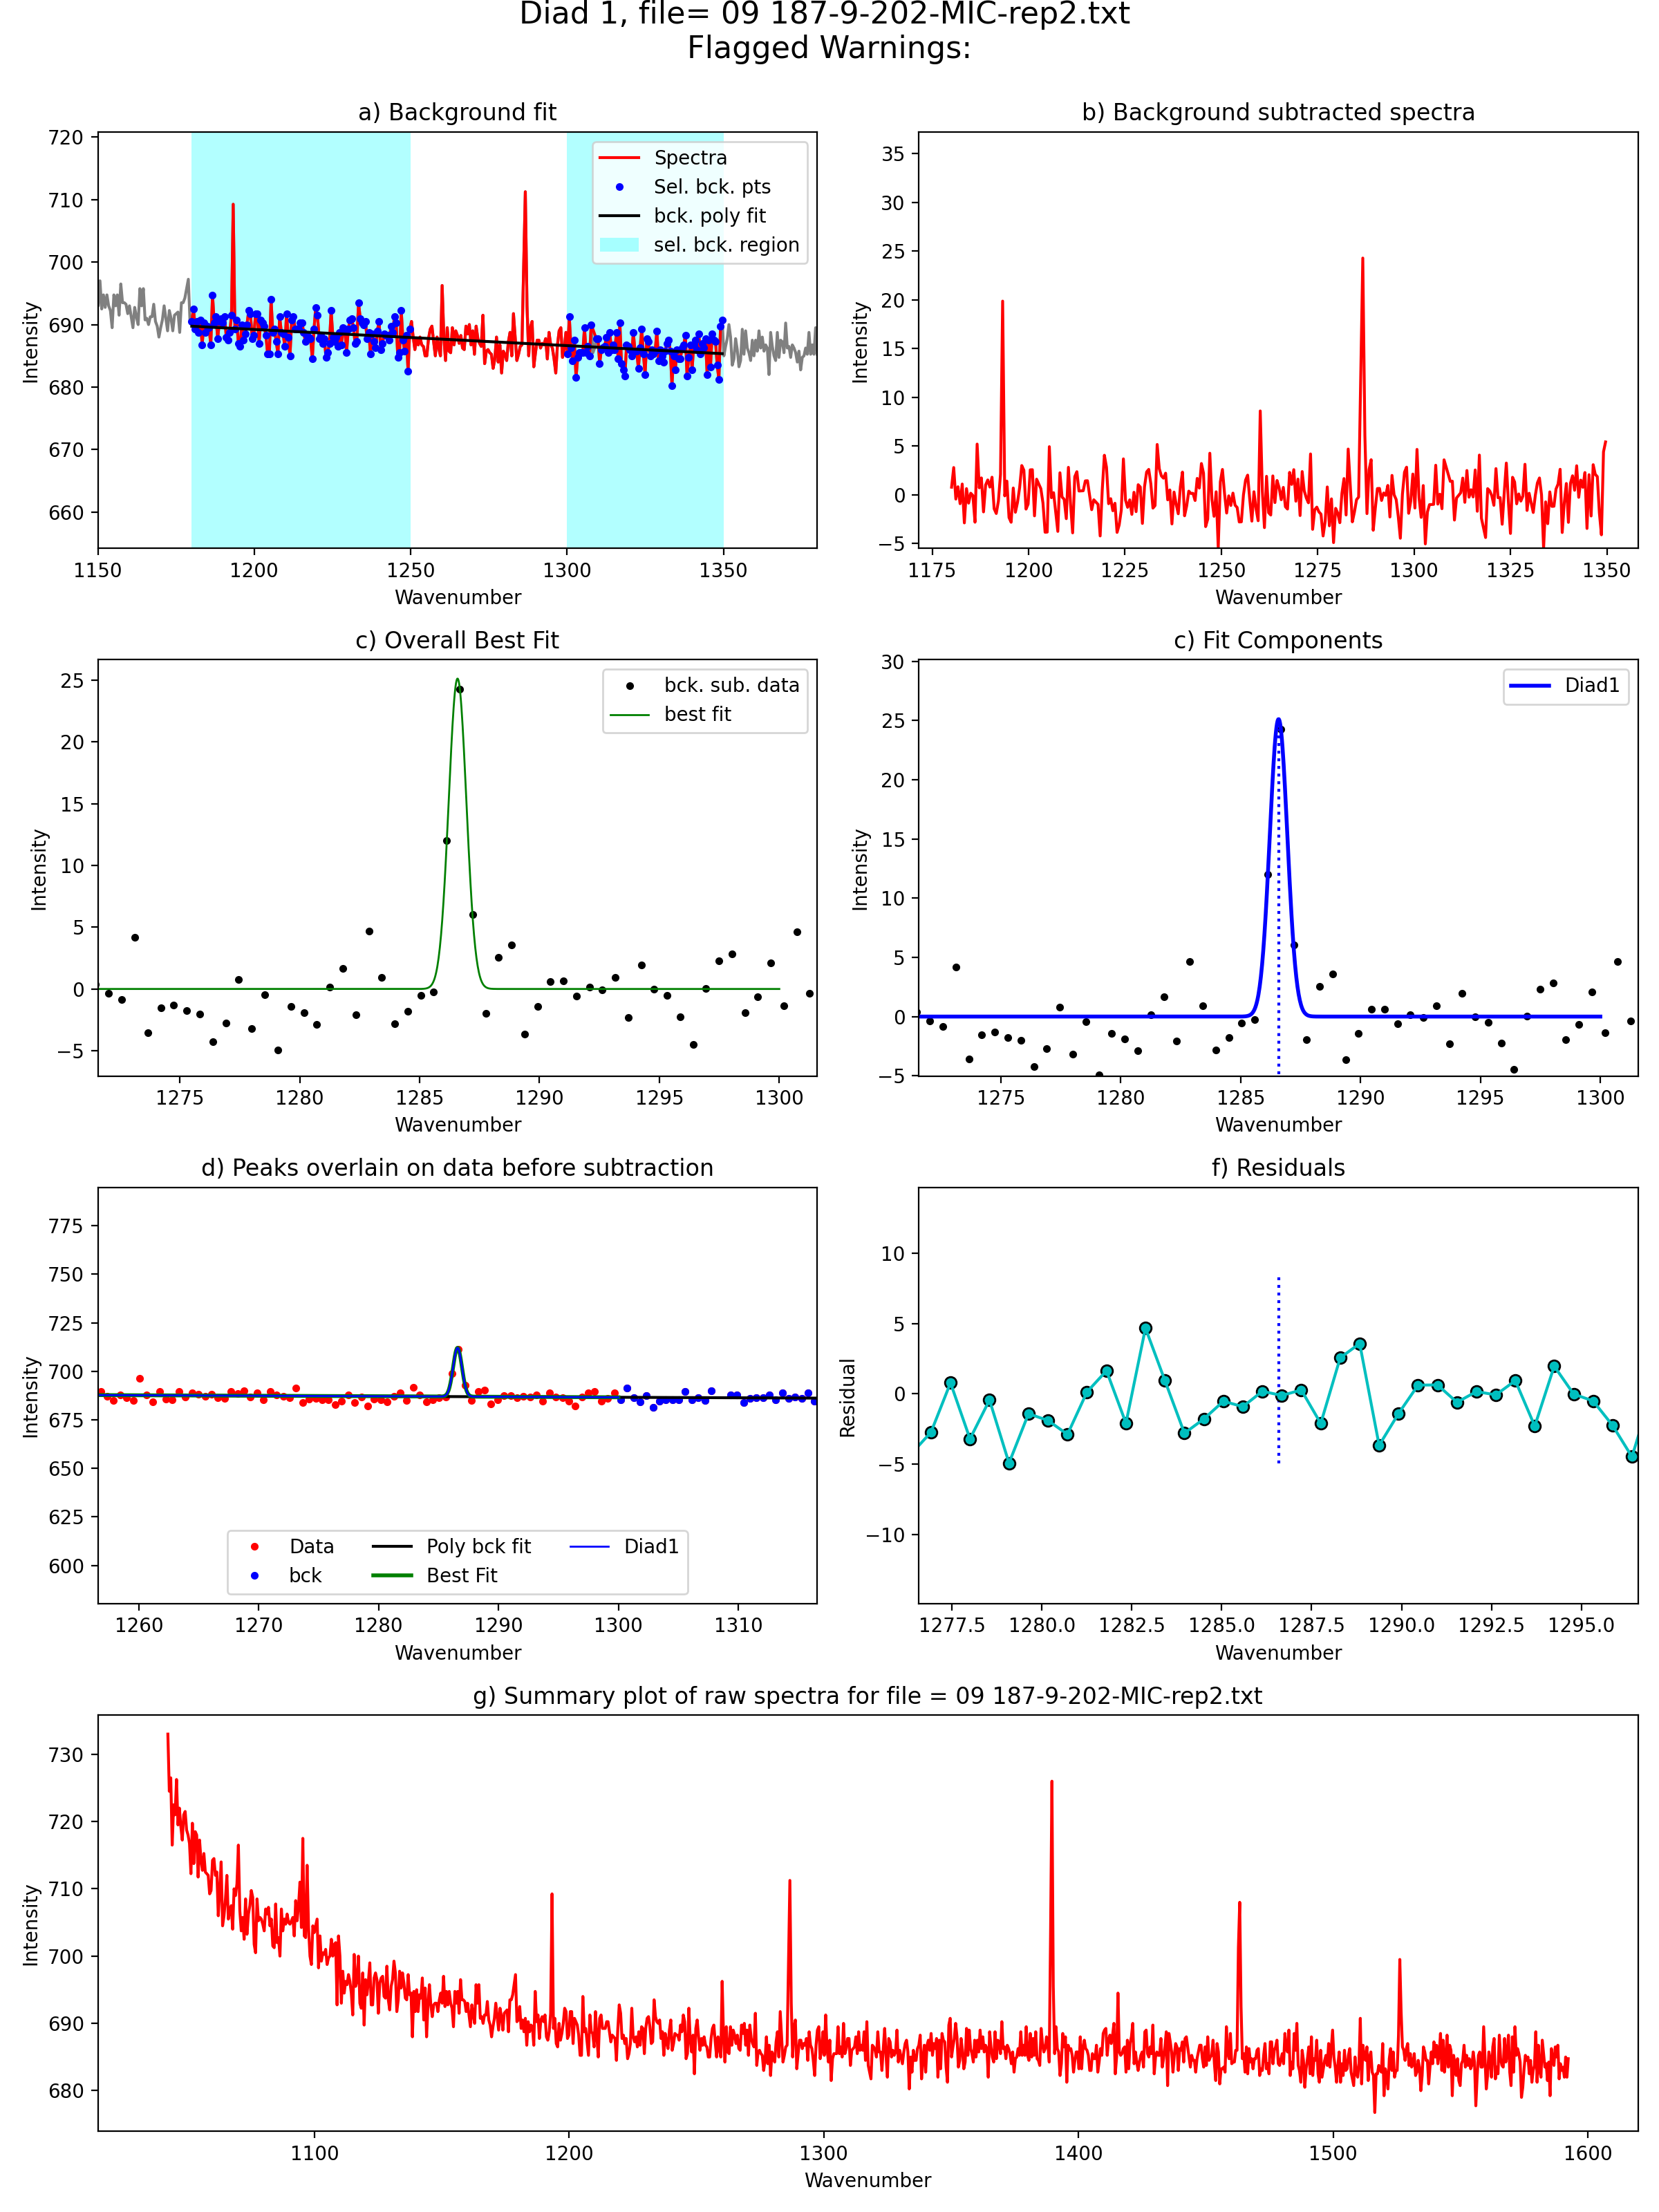 Diad 1, file= 09 187-9-202-MIC-rep2.txt
Flagged Warnings:
a) Background fit
720
710
700
690
680
670
660
Intensity
Spectra
Sel. bck. pts
bck. poly fit
sel. bck. region
1150 1200 1250 1300 1350
Wavenumber
b) Background subtracted spectra
35
30
25
20
15
10
5
0
−5
Intensity
1175 1200 1225 1250 1275 1300 1325 1350
Wavenumber
c) Overall Best Fit
25
20
15
10
5
0
−5
Intensity
bck. sub. data
best fit
1275 1280 1285 1290 1295 1300
Wavenumber
c) Fit Components
30
25
20
15
10
5
0
−5
Intensity
Diad1
1275 1280 1285 1290 1295 1300
Wavenumber
d) Peaks overlain on data before subtraction
775
750
725
700
675
650
625
600
Intensity
Data
bck
Poly bck fit
Best Fit
Diad1
1260 1270 1280 1290 1300 1310
Wavenumber
f) Residuals
10
5
0
−5
−10
Residual
1277.5 1280.0 1282.5 1285.0 1287.5 1290.0 1292.5 1295.0
Wavenumber
g) Summary plot of raw spectra for file = 09 187-9-202-MIC-rep2.txt
730
720
710
700
690
680
Intensity
1100 1200 1300 1400 1500 1600
Wavenumber